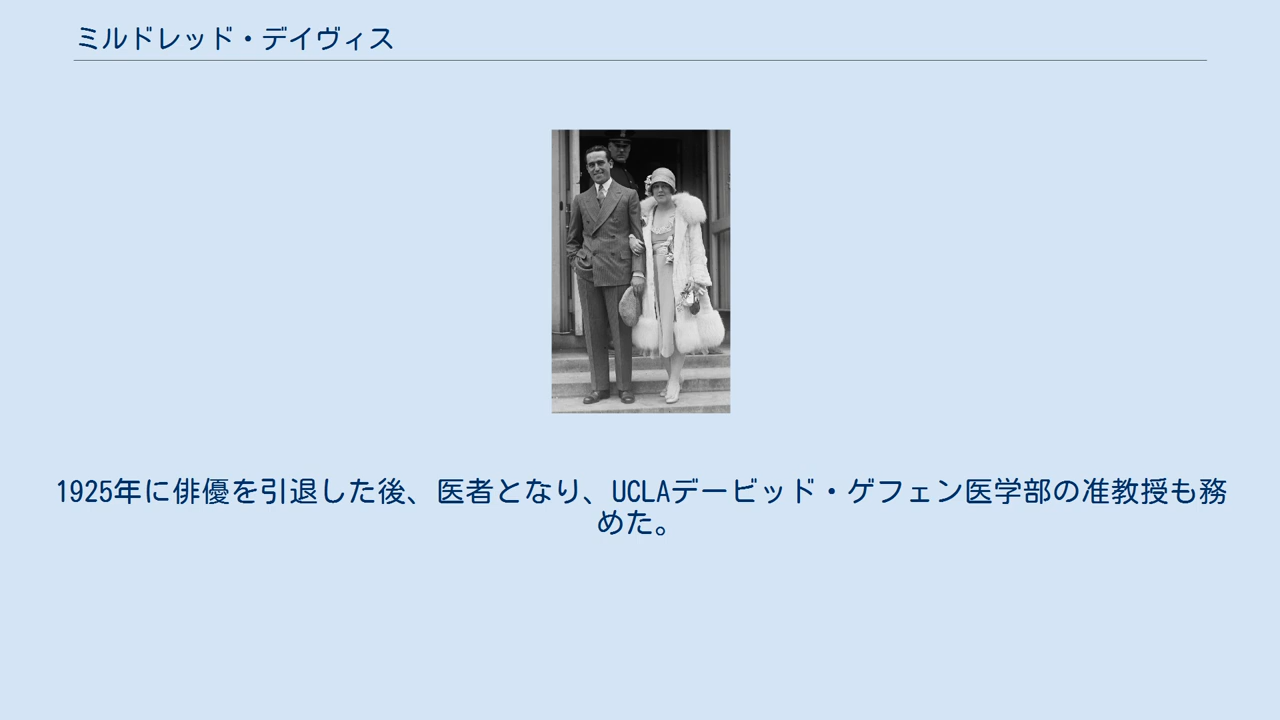 ミルドレッド・デイヴィス
1925年に俳優を引退した後、医者となり、UCLAデービッド・ゲフェン医学部の准教授も務
めた。